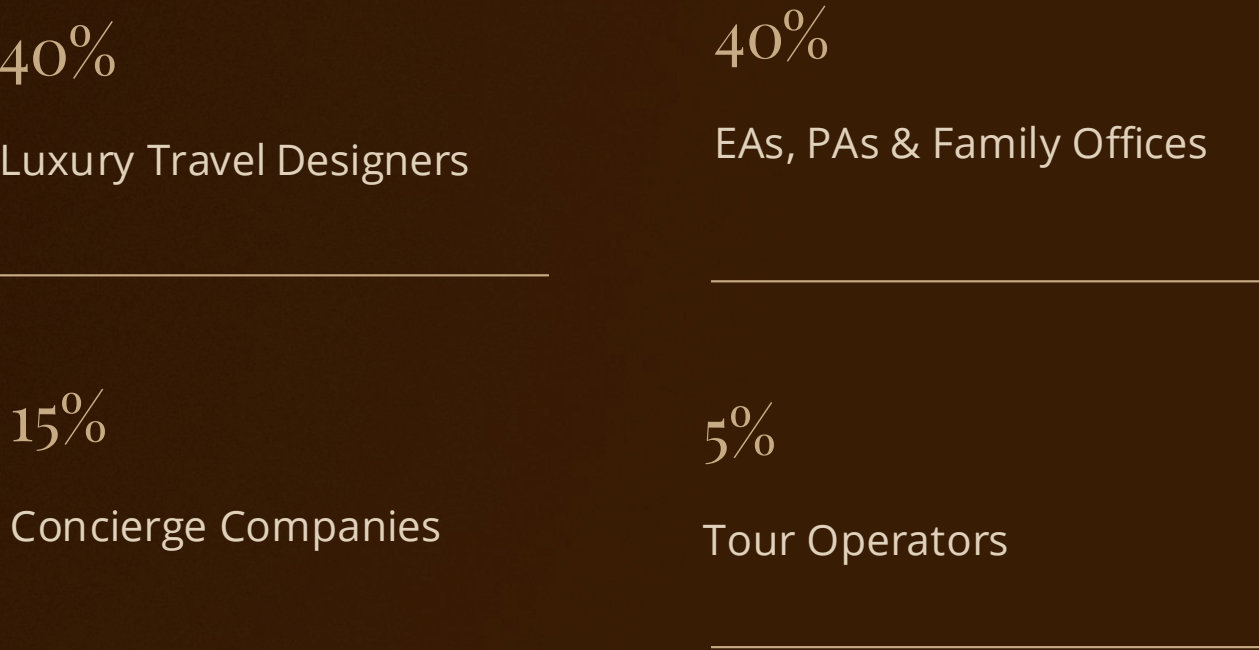 40%
Luxury Travel Designers
40%
EAs, PAs & Family Offices
15%
Concierge Companies
5%
Tour Operators